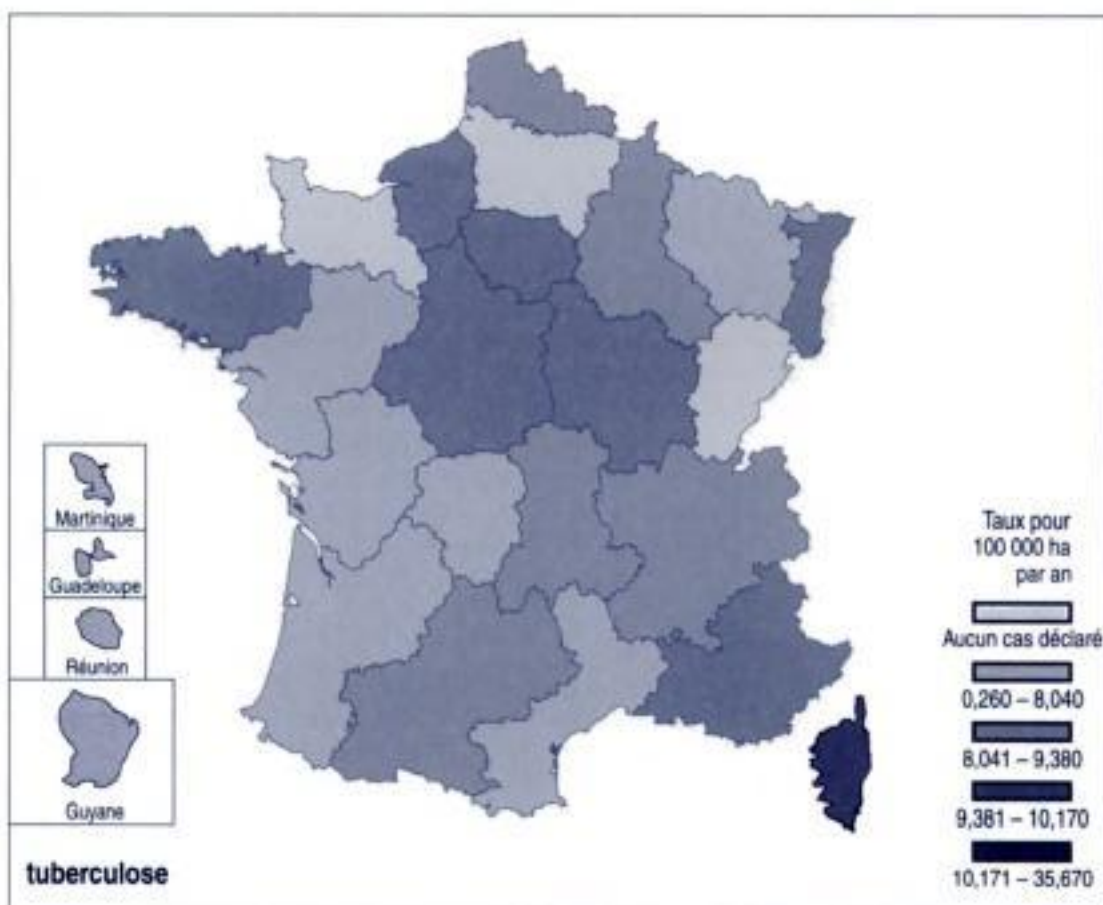 Martinique
Guadeloupe
Réunion
Guyane
tuberculose
Taux pour
100 000 ha
par an
Aucun cas déclaré
0,260 – 8,040
8,041 – 9,380
9,381 – 10,170
10,171 – 35,670